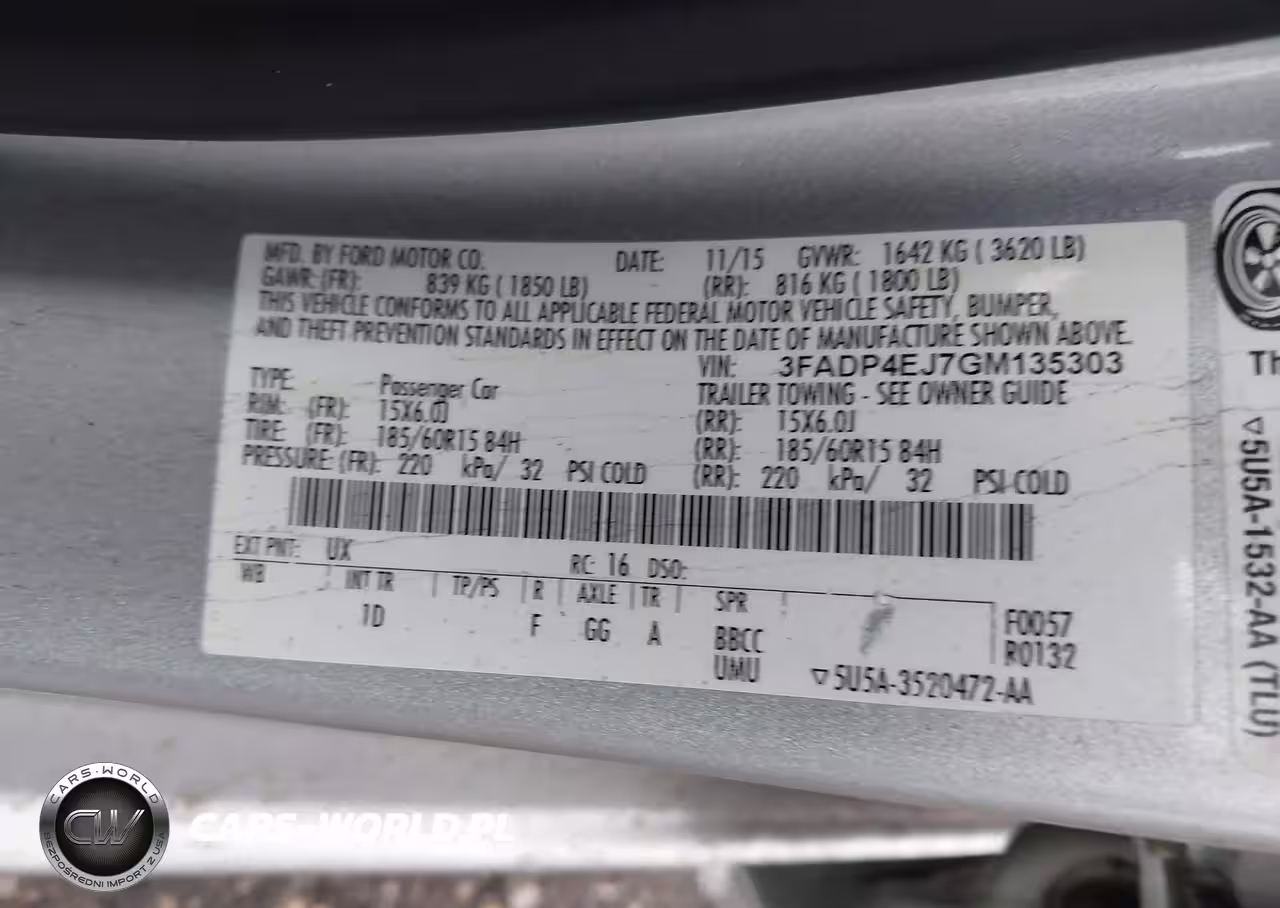 MFD. BY FORD MOTOR CO. DATE: 11/15 GVWR: 1642 KG ( 3620 LB)
GAWR: (FR): 839 KG ( 1850 LB) (RR): 816 KG ( 1800 LB)
THIS VEHICLE CONFORMS TO ALL APPLICABLE FEDERAL MOTOR VEHICLE SAFETY, BUMPER,
AND THEFT PREVENTION STANDARDS IN EFFECT ON THE DATE OF MANUFACTURE SHOWN ABOVE.
VIN: 3FADP4EJ7GM135303
TYPE: Passenger Car TRAILER TOWING - SEE OWNER GUIDE
RIM: (FR): 15X6.0J (RR): 15X6.0J
TIRE: (FR): 185/60R15 84H (RR): 185/60R15 84H
PRESSURE: (FR): 220 kPa/ 32 PSI COLD (RR): 220 kPa/ 32 PSI COLD
EXT PNT: UX RC: 16 DSO:
WB | INT TR | TP/PS | R | AXLE | TR | SPR
1D F GG A BBCC
UMU
F0057
R0132
▽5U5A-3520472-AA
Th
▽5U5A-1532-AA (TLU)
CARS-WORLD
CW
BEZPOŚREDNI IMPORT Z USA
CARS-WORLD.PL